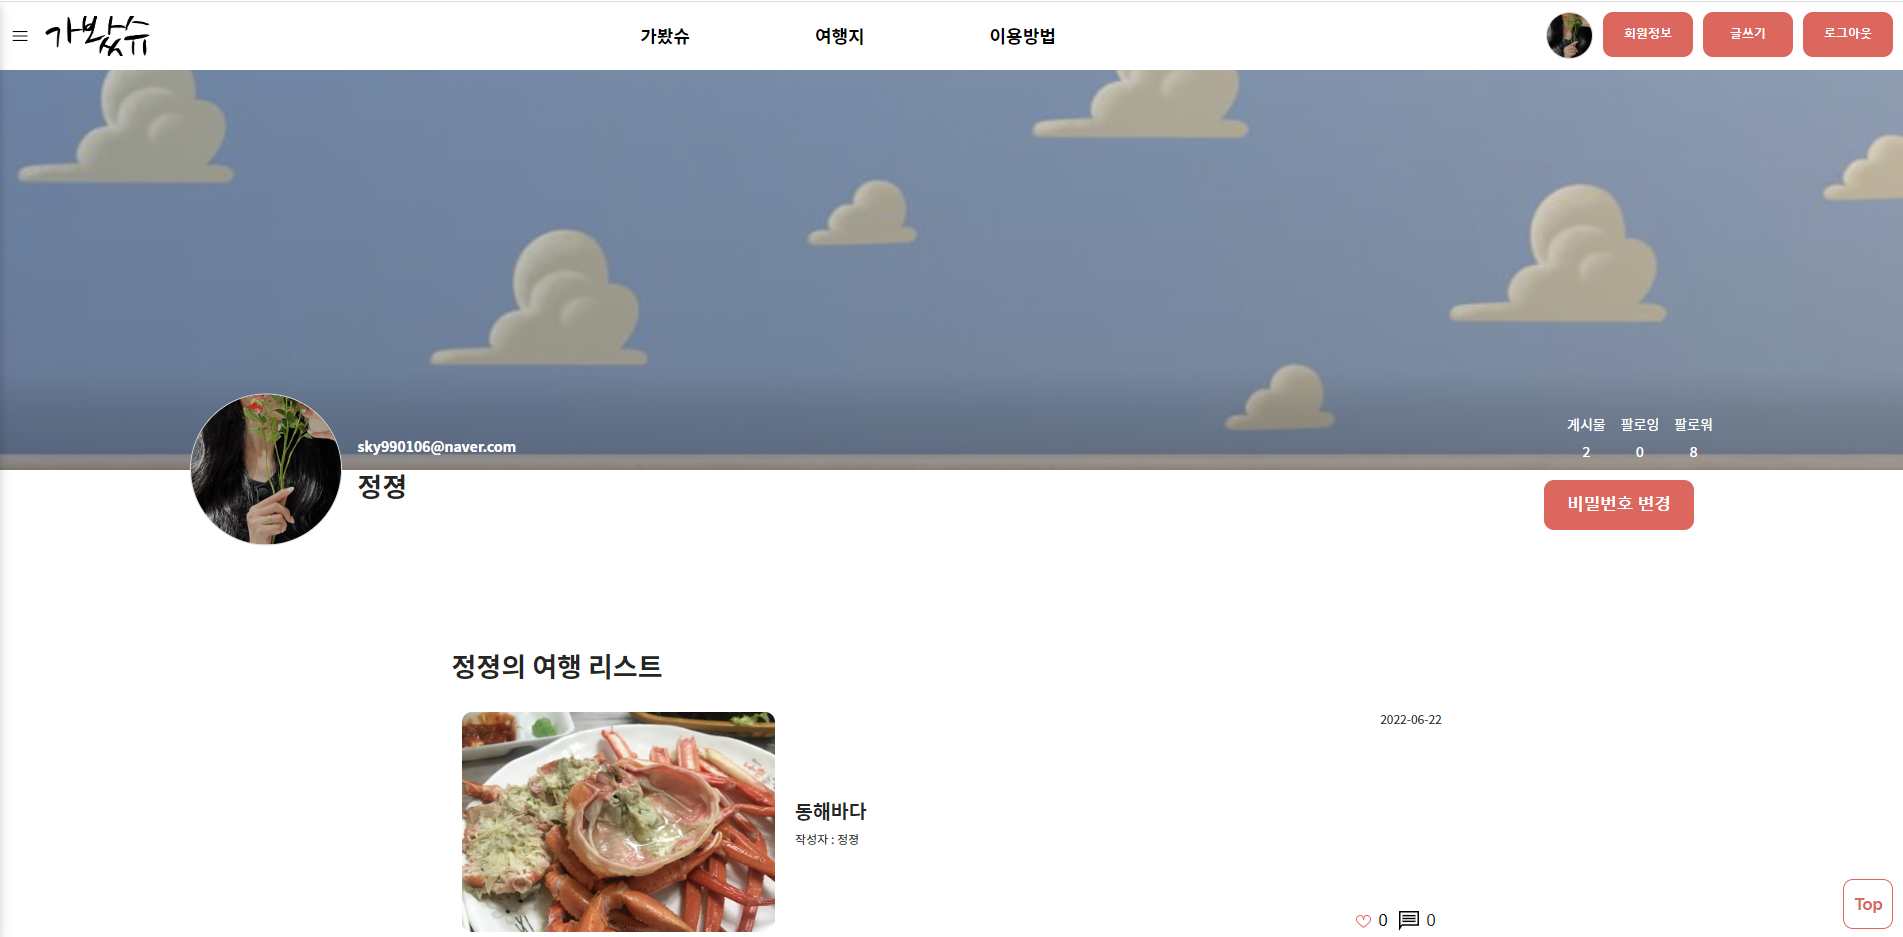 가봤슈
가봤슈
여행지
이용방법
회원정보
글쓰기
로그아웃
sky990106@naver.com
정졍
게시물 팔로잉 팔로워
2 0 8
비밀번호 변경
정졍의 여행 리스트
2022-06-22
동해바다
작성자 : 정졍
0 0
Top